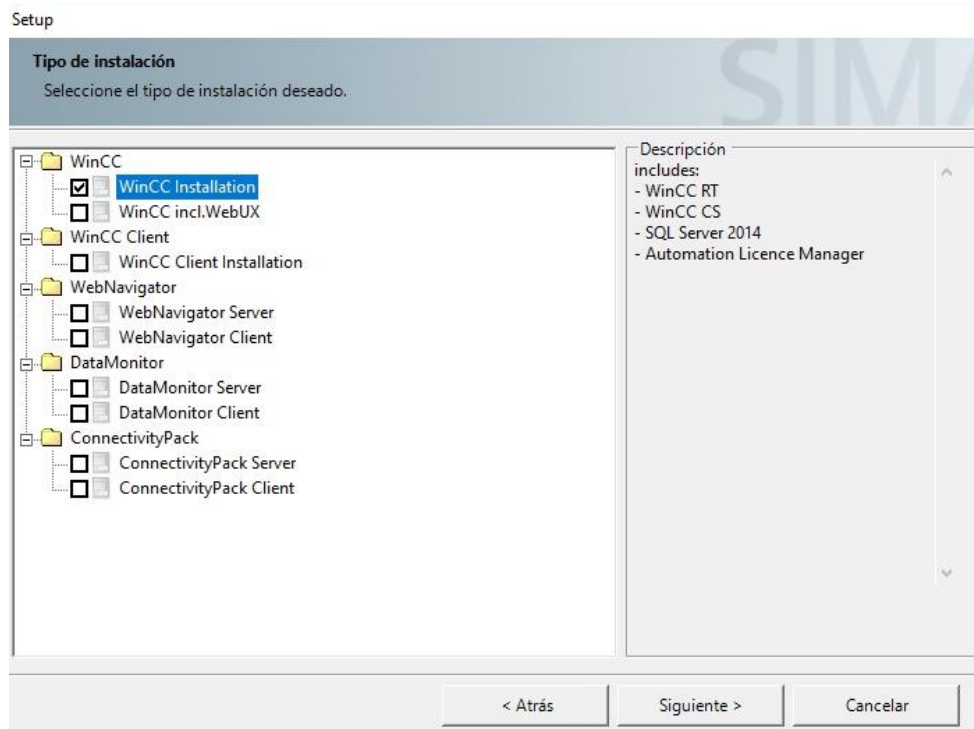 Setup
Tipo de instalación
Seleccione el tipo de instalación deseado.
WinCC
WinCC Installation
WinCC incl.WebUX
WinCC Client
WinCC Client Installation
WebNavigator
WebNavigator Server
WebNavigator Client
DataMonitor
DataMonitor Server
DataMonitor Client
ConnectivityPack
ConnectivityPack Server
ConnectivityPack Client
Descripción
includes:
- WinCC RT
- WinCC CS
- SQL Server 2014
- Automation Licence Manager
< Atrás
Siguiente >
Cancelar